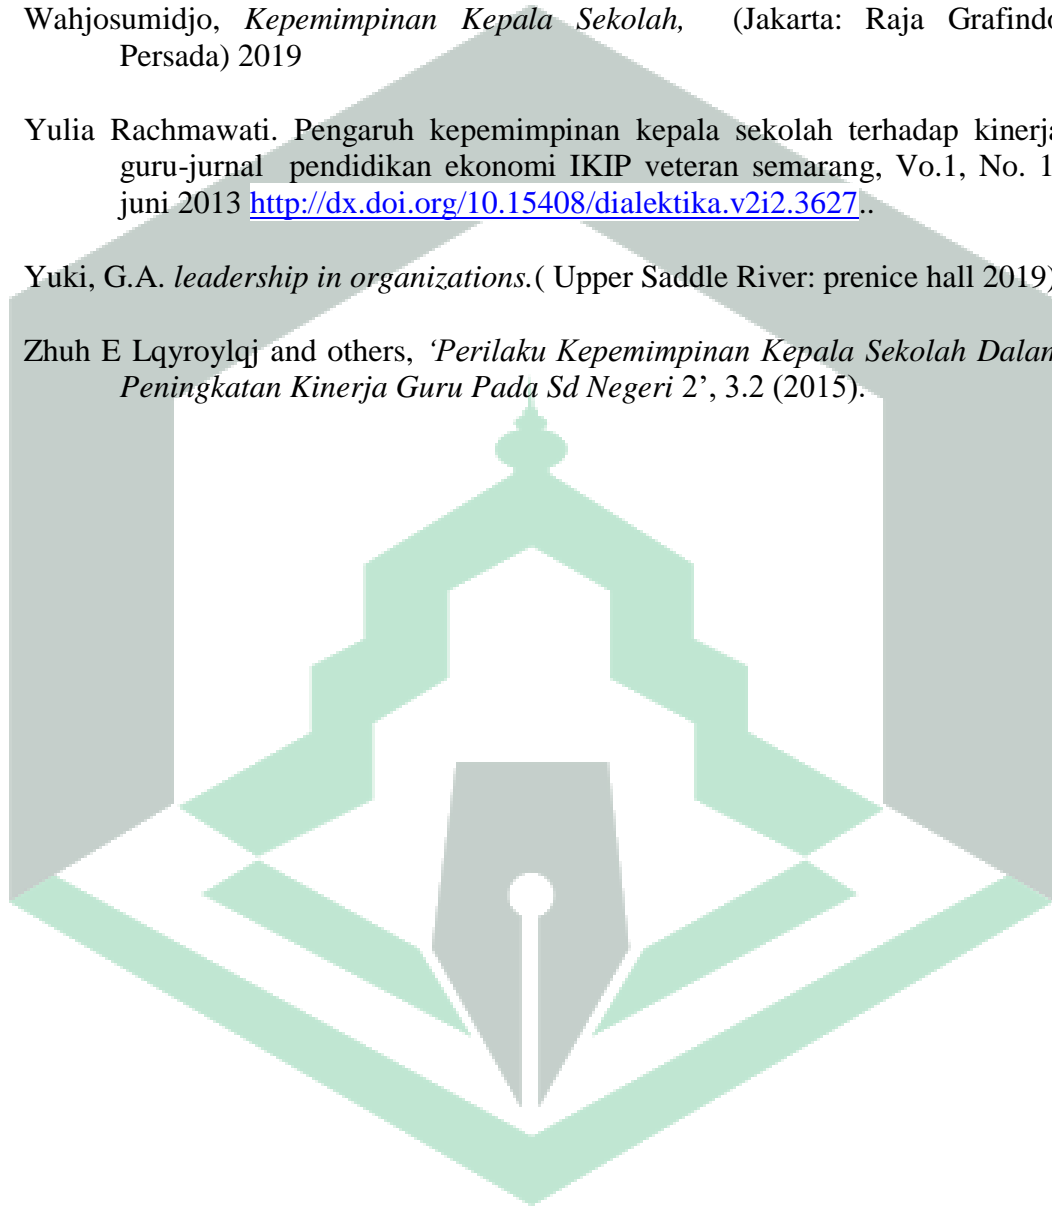 Wahjosumidjo, Kepemimpinan Kepala Sekolah, (Jakarta: Raja Grafindo
Persada) 2019
Yulia Rachmawati. Pengaruh kepemimpinan kepala sekolah terhadap kinerja
guru-jurnal pendidikan ekonomi IKIP veteran semarang, Vo.1, No. 1
juni 2013 http://dx.doi.org/10.15408/dialektika.v2i2.3627..
Yuki, G.A. leadership in organizations.( Upper Saddle River: prenice hall 2019)
Zhuh E Lqyroylqj and others, ‘Perilaku Kepemimpinan Kepala Sekolah Dalam
Peningkatan Kinerja Guru Pada Sd Negeri 2’, 3.2 (2015).